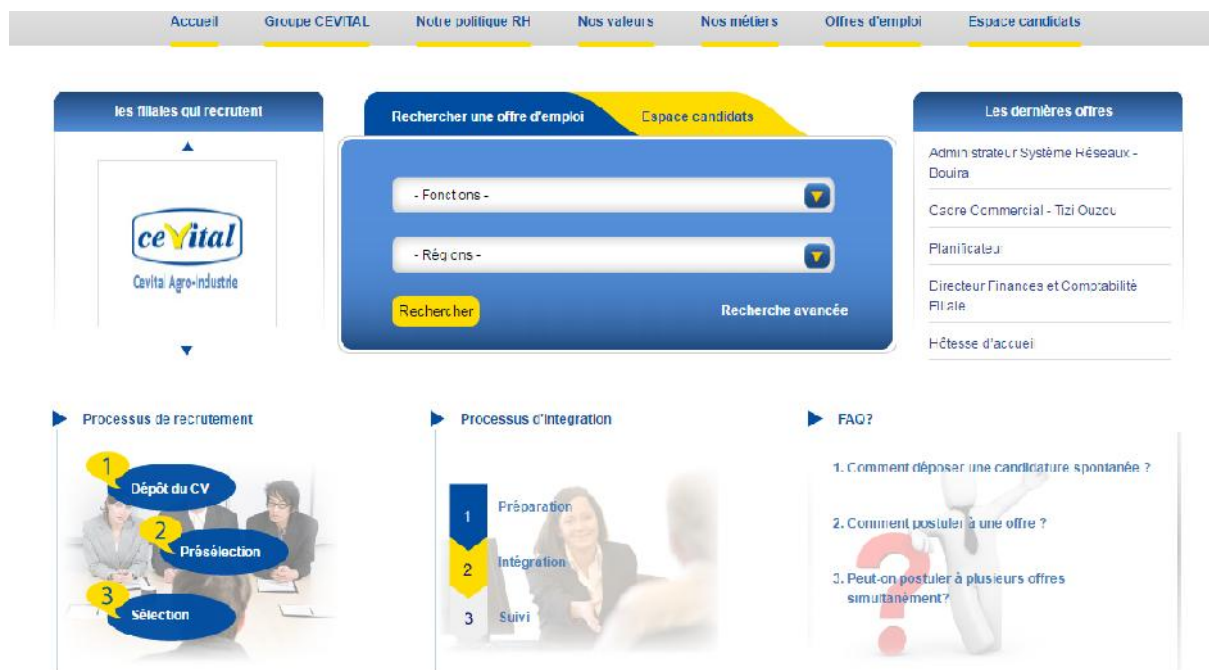 Accueil Groupe CEVITAL Notre politique RH Nos valeurs Nos métiers Offres d'emploi Espace candidats
les filiales qui recrutent
ceVital
Cevital Agro-Industrie
Rechercher une offre d'emploi
Espace candidats
- Fonctions -
- Régions -
Rechercher
Recherche avancée
Les dernières offres
Administrateur Système Réseaux -
Bouira
Cadre Commercial - Tizi Ouzou
Planificateur
Directeur Finances et Comptabilité
Filiale
Hôtesse d'accueil
Processus de recrutement
1
Dépôt du CV
2
Présélection
3
Sélection
Processus d'integration
1 Préparation
2 Intégration
3 Suivi
FAQ?
1. Comment déposer une candidature spontanée ?
2. Comment postuler à une offre ?
3. Peut-on postuler à plusieurs offres
simultanément?